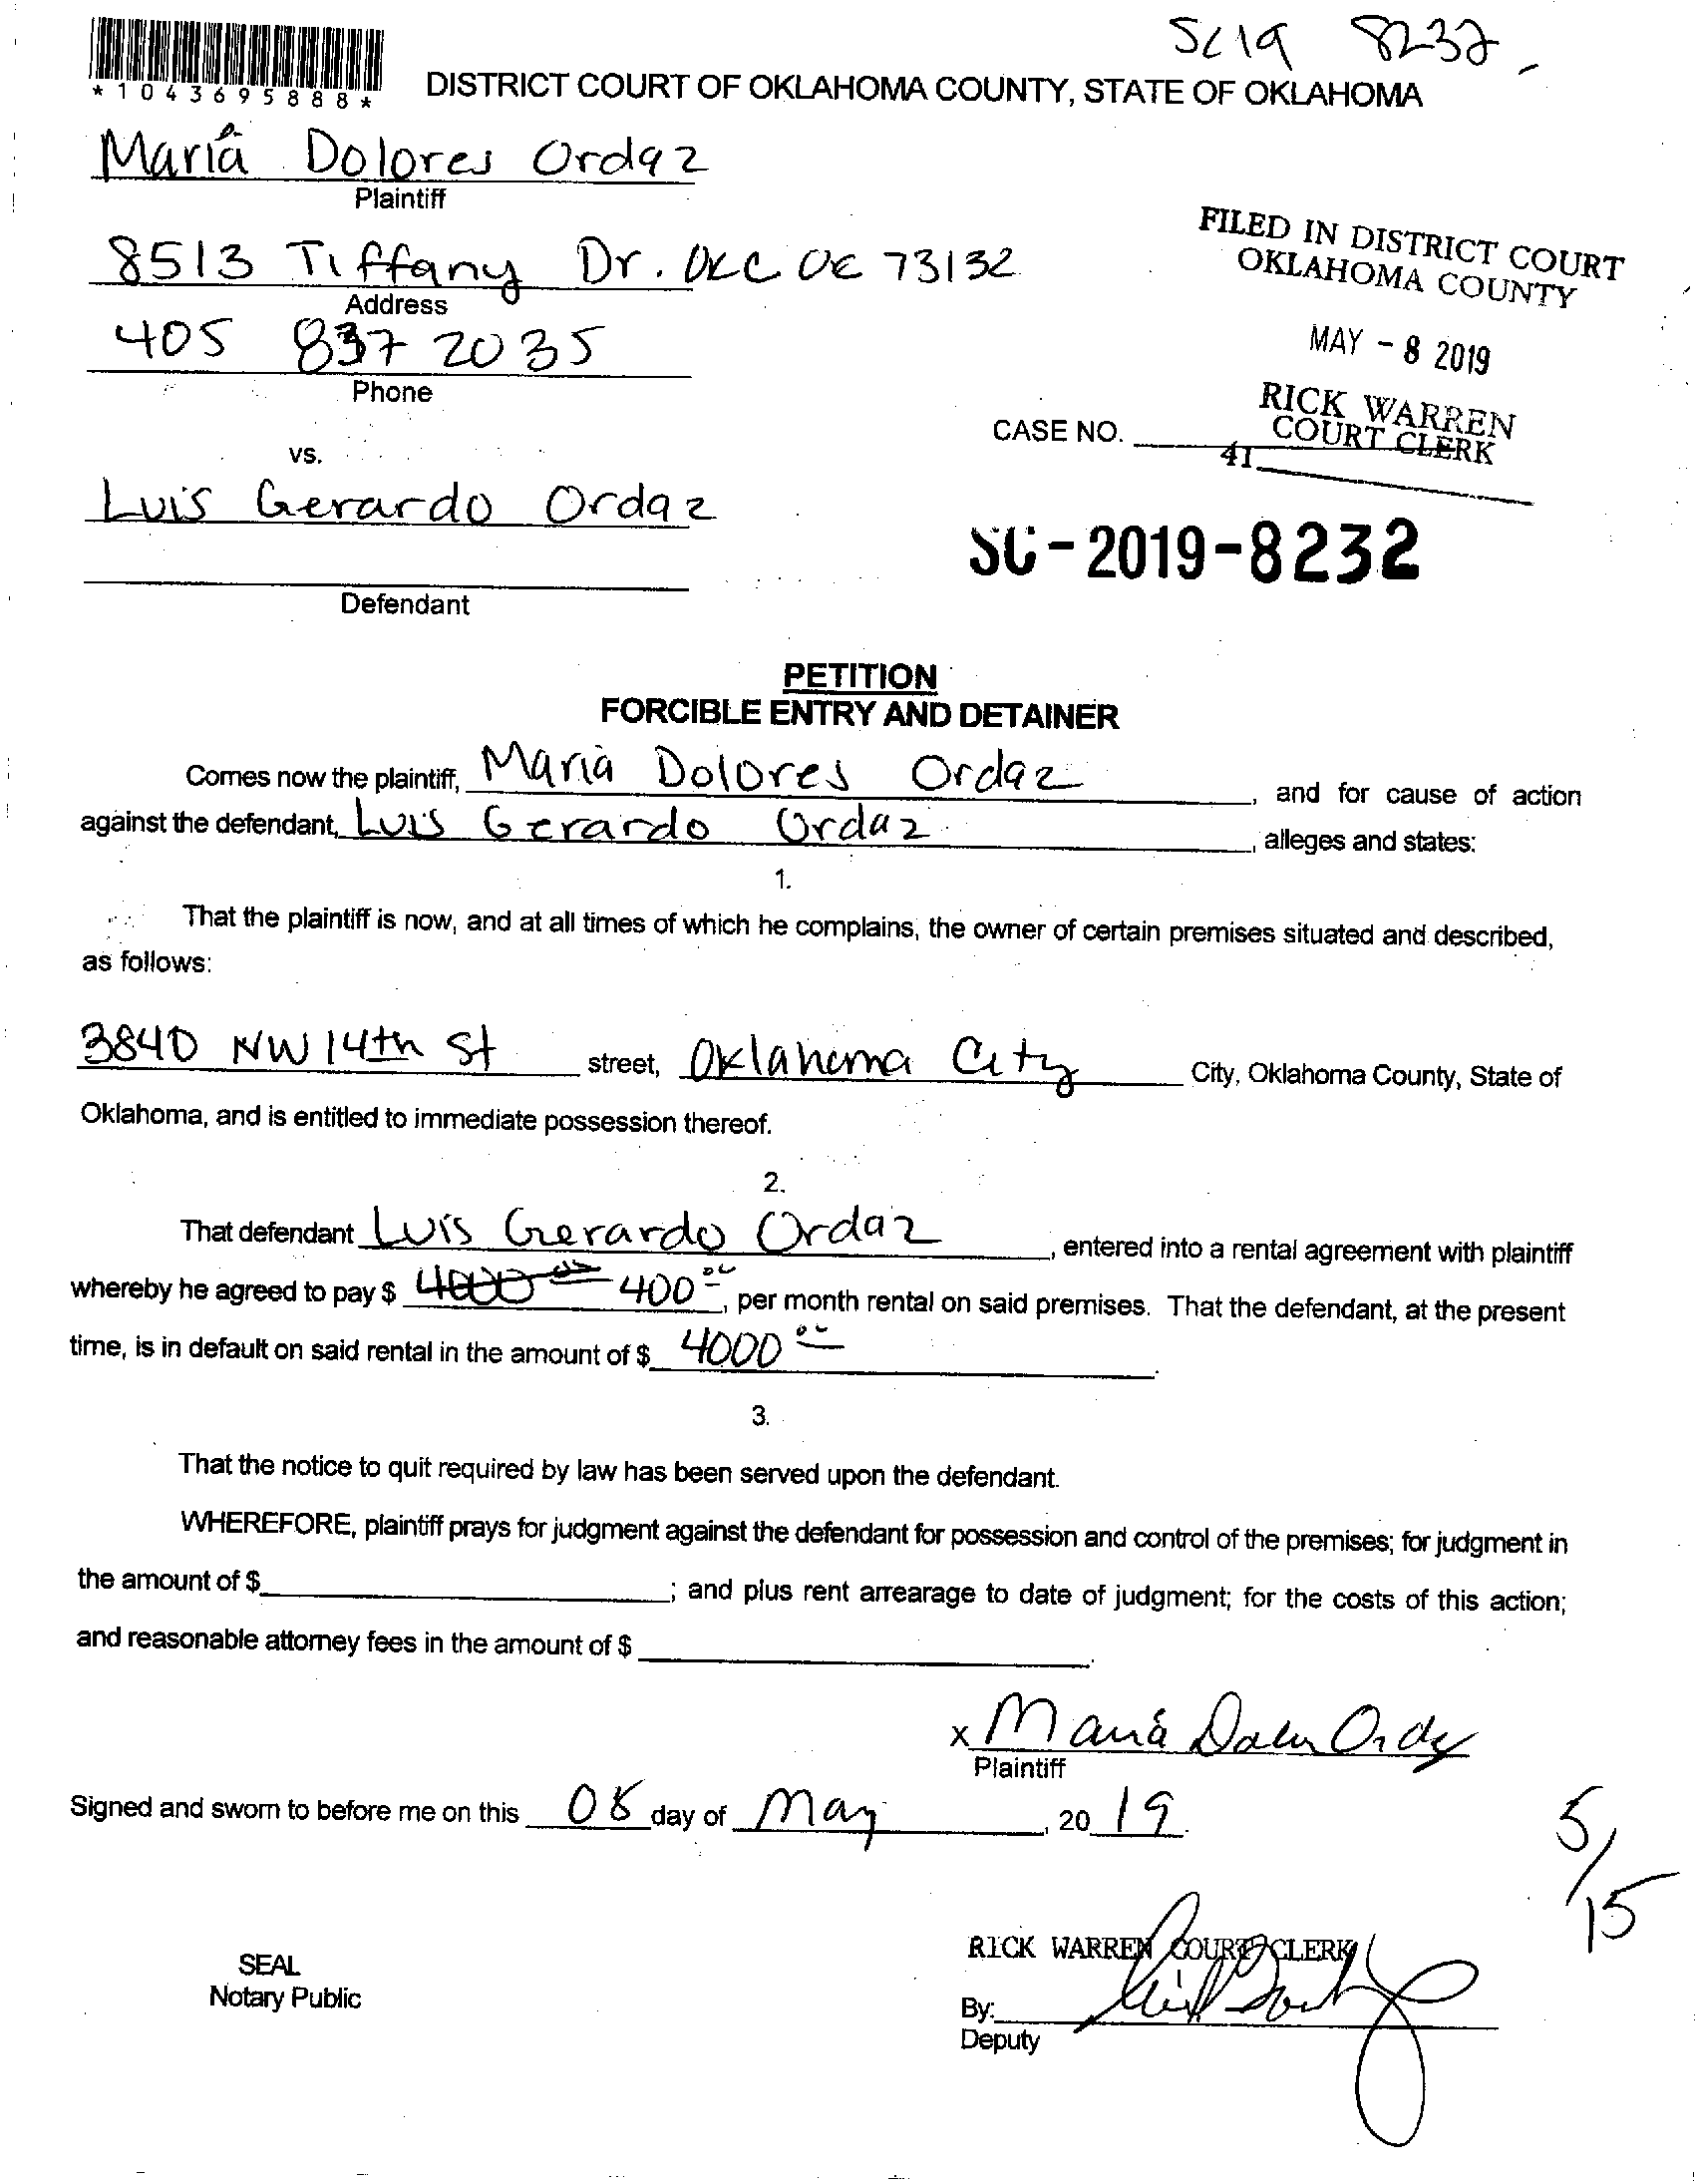 SC19 8232
*1043695888*
DISTRICT COURT OF OKLAHOMA COUNTY, STATE OF OKLAHOMA
María Dolores Ordaz
Plaintiff
8513 Tiffany Dr. OKC OK 73132
Address
405 837 2035
Phone
FILED IN DISTRICT COURT
OKLAHOMA COUNTY
MAY - 8 2019
RICK WARREN
COURT CLERK
41
CASE NO.
vs.
Luis Gerardo Ordaz
Defendant
SC-2019-8232
PETITION
FORCIBLE ENTRY AND DETAINER
Comes now the plaintiff, Maria Dolores Ordaz, and for cause of action
against the defendant, Luis Gerardo Ordaz, alleges and states:
1.
That the plaintiff is now, and at all times of which he complains, the owner of certain premises situated and described,
as follows:
3840 NW 14th St street, Oklahoma City City, Oklahoma County, State of
Oklahoma, and is entitled to immediate possession thereof.
2.
That defendant Luis Gerardo Ordaz, entered into a rental agreement with plaintiff
whereby he agreed to pay $ 4000 00 400 00, per month rental on said premises. That the defendant, at the present
time, is in default on said rental in the amount of $ 4000 00.
3.
That the notice to quit required by law has been served upon the defendant.
WHEREFORE, plaintiff prays for judgment against the defendant for possession and control of the premises; for judgment in
the amount of $ ; and plus rent arrearage to date of judgment; for the costs of this action;
and reasonable attorney fees in the amount of $ .
X María
Plaintiff
Signed and sworn to before me on this 08 day of May, 20 19.
5/15
RICK WARREN COURT CLERK
SEAL
Notary Public
By:
Deputy